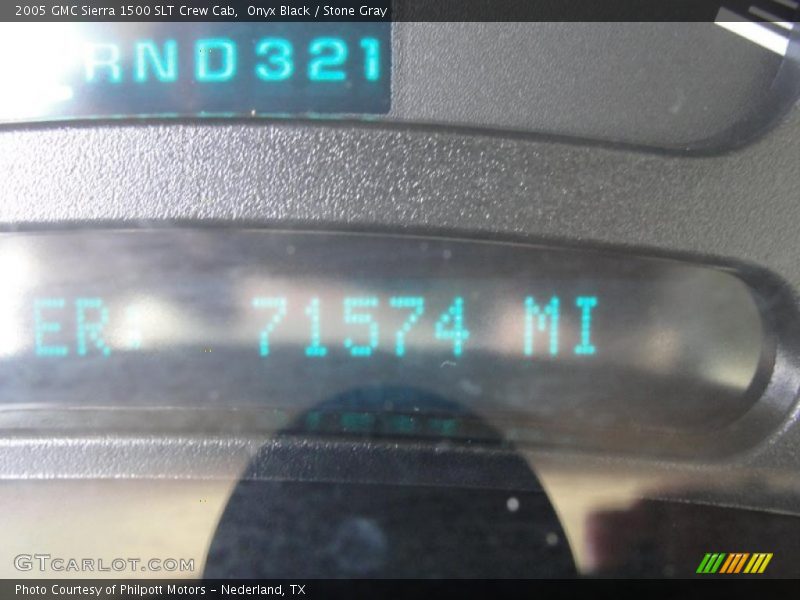 2005 GMC Sierra 1500 SLT Crew Cab,  Onyx Black / Stone Gray
RND321
ER: 71574 MI
GTCARLOT.COM
Photo Courtesy of Philpott Motors - Nederland, TX